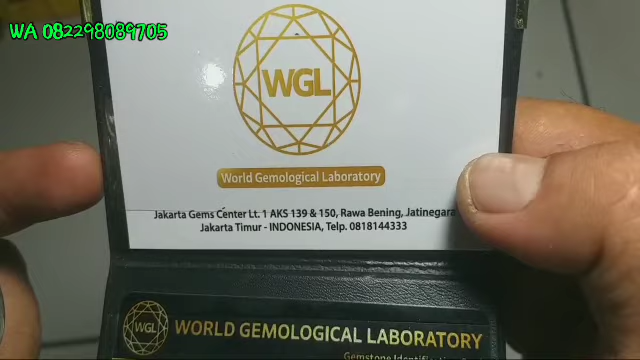 WA 082298089705
WGL
World Gemological Laboratory
Jakarta Gems Center Lt. 1 AKS 139 & 150, Rawa Bening, Jatinegara
Jakarta Timur - INDONESIA, Telp. 0818144333
WGL WORLD GEMOLOGICAL LABORATORY
Gemstone Identification